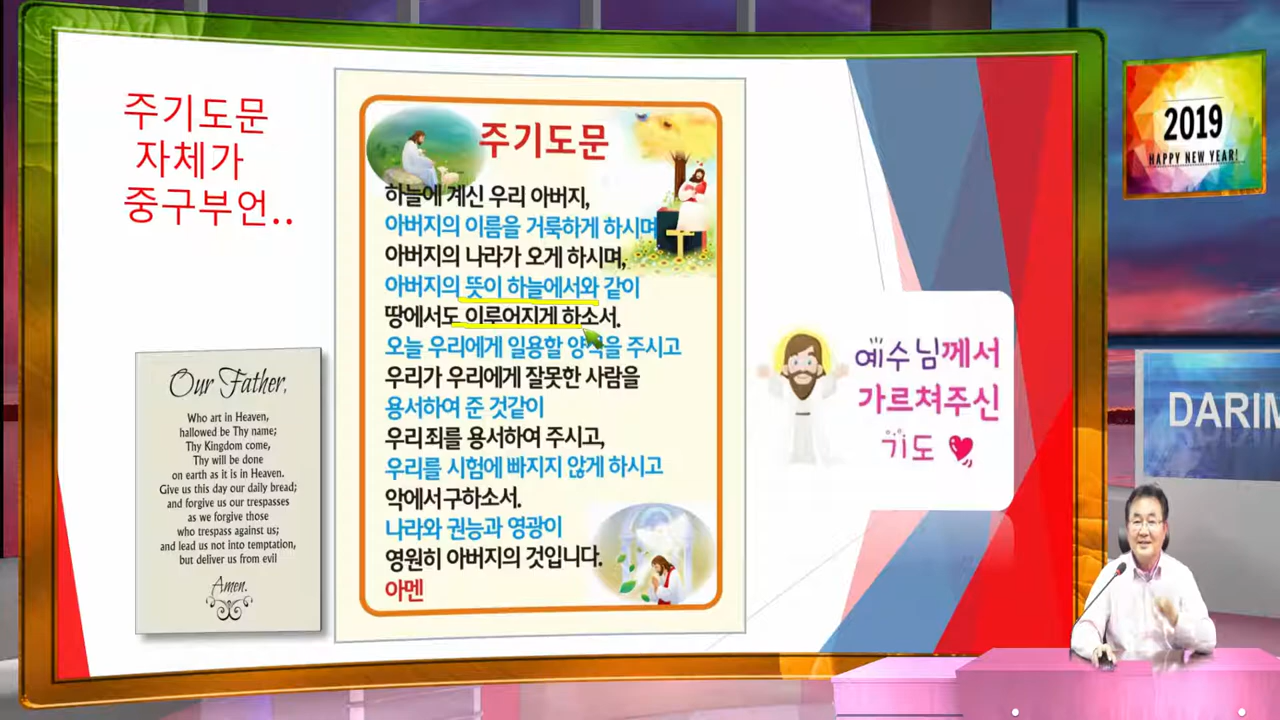 주기도문
자체가
중구부언..
주기도문
하늘에 계신 우리 아버지,
아버지의 이름을 거룩하게 하시며
아버지의 나라가 오게 하시며,
아버지의 뜻이 하늘에서와 같이
땅에서도 이루어지게 하소서.
오늘 우리에게 일용할 양식을 주시고
우리가 우리에게 잘못한 사람을
용서하여 준 것같이
우리 죄를 용서하여 주시고,
우리를 시험에 빠지지 않게 하시고
악에서 구하소서.
나라와 권능과 영광이
영원히 아버지의 것입니다.
아멘
Our Father,
Who art in Heaven,
hallowed be Thy name;
Thy Kingdom come,
Thy will be done
on earth as it is in Heaven.
Give us this day our daily bread;
and forgive us our trespasses
as we forgive those
who trespass against us;
and lead us not into temptation,
but deliver us from evil
Amen.
예수님께서
가르쳐주신
기도
2019
HAPPY NEW YEAR!
DARIM